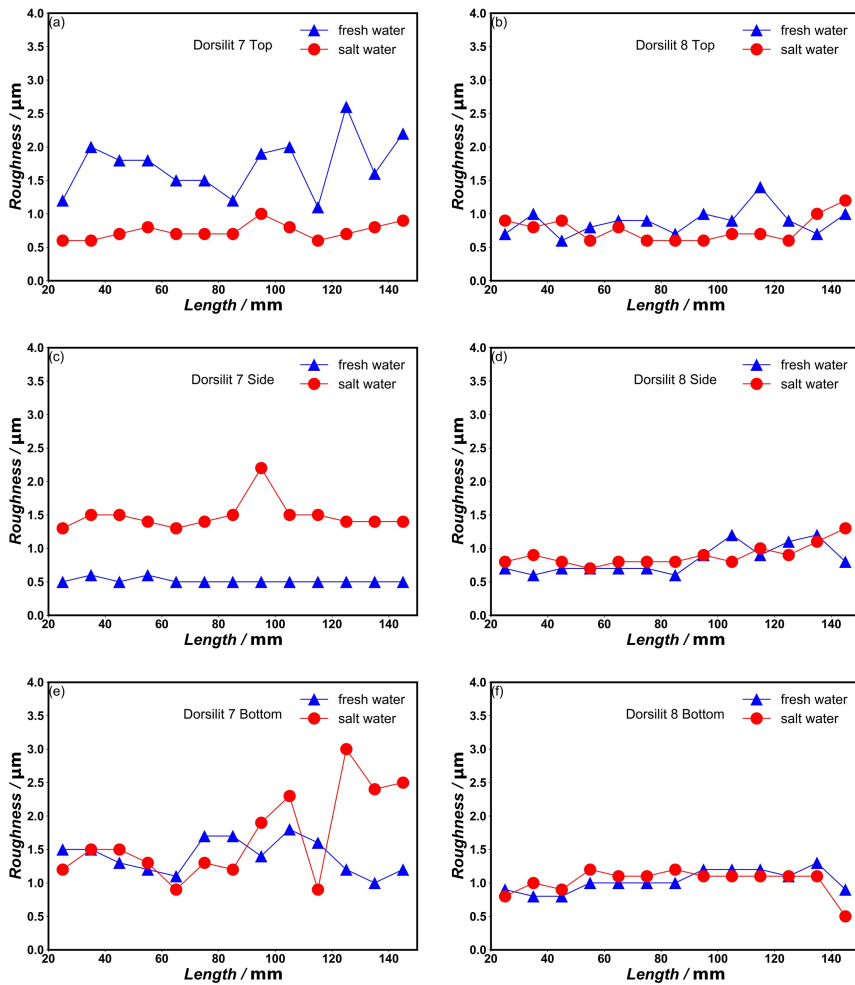 (a)
Dorsilit 7 Top
fresh water
salt water
Roughness / µm
4.0
3.5
3.0
2.5
2.0
1.5
1.0
0.5
0.0
20 40 60 80 100 120 140
Length / mm
(b)
Dorsilit 8 Top
fresh water
salt water
Roughness / µm
4.0
3.5
3.0
2.5
2.0
1.5
1.0
0.5
0.0
20 40 60 80 100 120 140
Length / mm
(c)
Dorsilit 7 Side
fresh water
salt water
Roughness / µm
4.0
3.5
3.0
2.5
2.0
1.5
1.0
0.5
0.0
20 40 60 80 100 120 140
Length / mm
(d)
Dorsilit 8 Side
fresh water
salt water
Roughness / µm
4.0
3.5
3.0
2.5
2.0
1.5
1.0
0.5
0.0
20 40 60 80 100 120 140
Length / mm
(e)
Dorsilit 7 Bottom
fresh water
salt water
Roughness / µm
4.0
3.5
3.0
2.5
2.0
1.5
1.0
0.5
0.0
20 40 60 80 100 120 140
Length / mm
(f)
Dorsilit 8 Bottom
fresh water
salt water
Roughness / µm
4.0
3.5
3.0
2.5
2.0
1.5
1.0
0.5
0.0
20 40 60 80 100 120 140
Length / mm